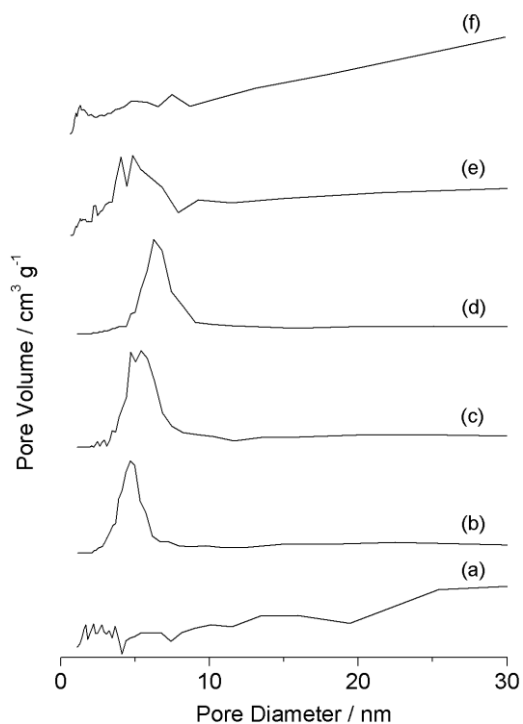 (f)
(e)
(d)
(c)
(b)
(a)
Pore Volume / cm³ g⁻¹
0 10 20 30
Pore Diameter / nm